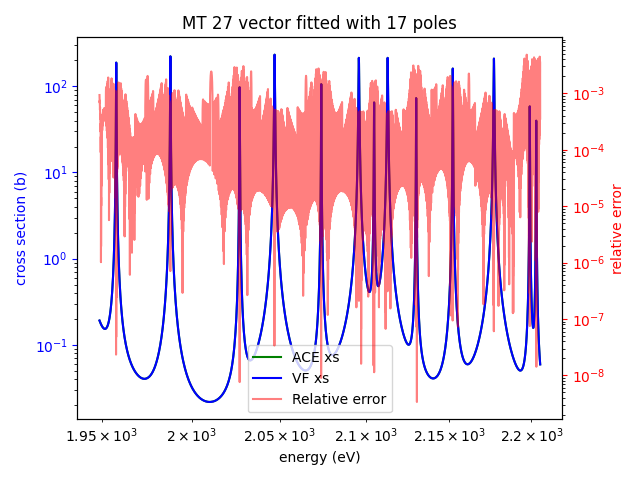 MT 27 vector fitted with 17 poles
10²
10¹
10⁰
10⁻¹
cross section (b)
10⁻³
10⁻⁴
10⁻⁵
10⁻⁶
10⁻⁷
10⁻⁸
relative error
ACE xs
VF xs
Relative error
1.95 × 10³ 2 × 10³ 2.05 × 10³ 2.1 × 10³ 2.15 × 10³ 2.2 × 10³
energy (eV)